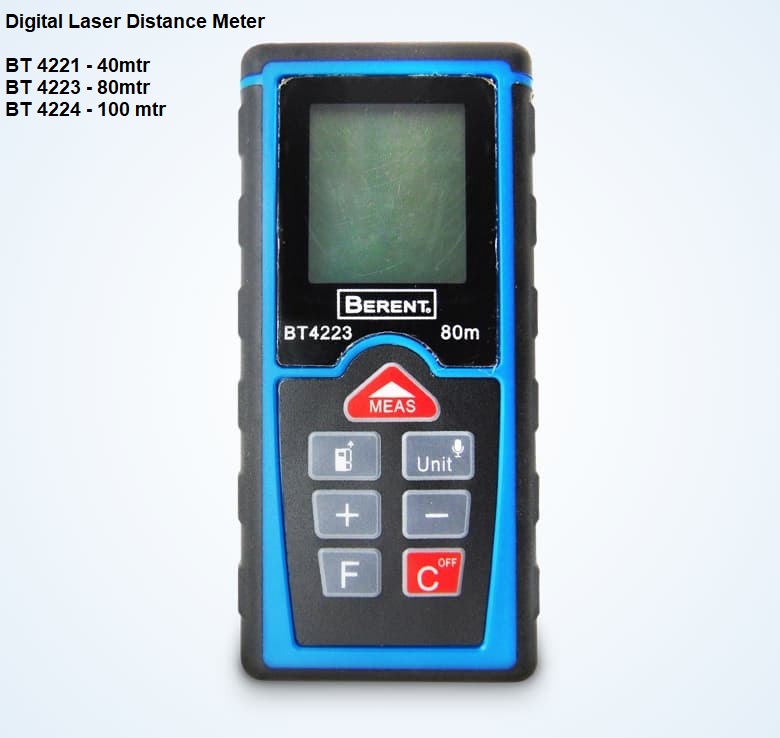 Digital Laser Distance Meter
BT 4221 - 40mtr
BT 4223 - 80mtr
BT 4224 - 100 mtr
BERENT®
BT4223 80m
MEAS
Unit
+ −
F C OFF